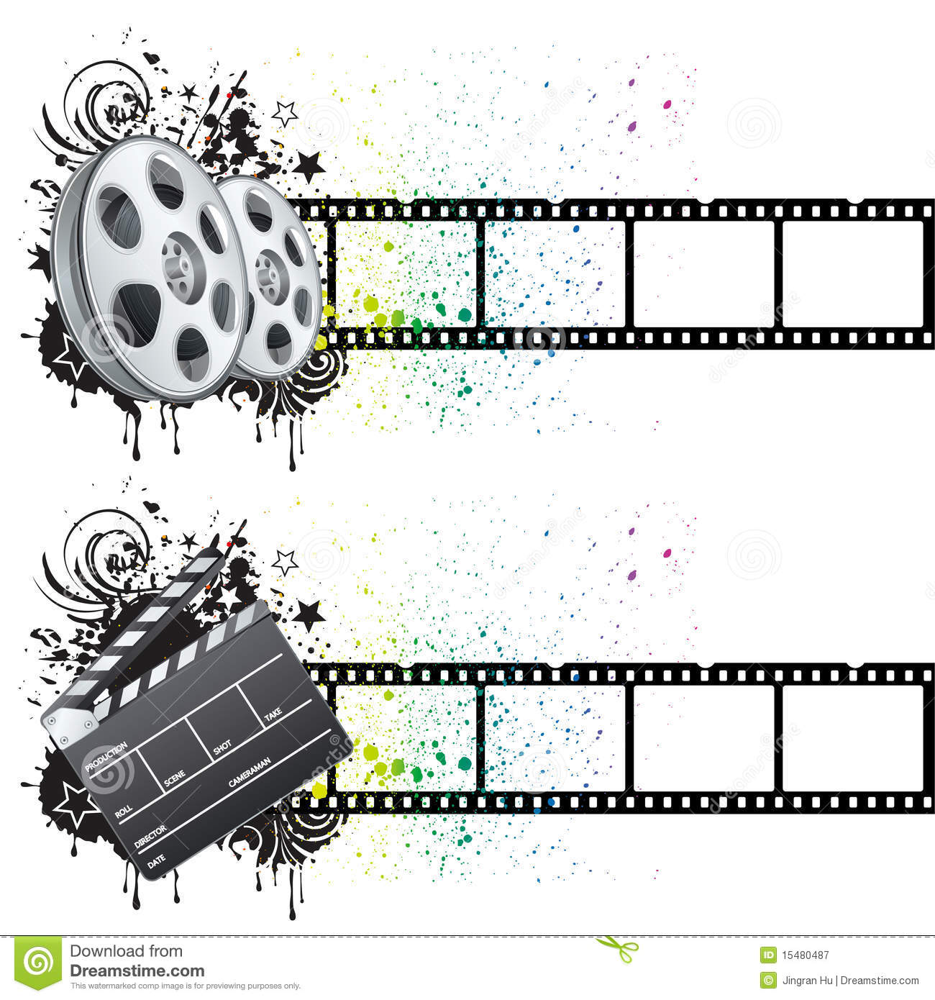 PRODUCTION
ROLL
SCENE
SHOT
TAKE
DIRECTOR
CAMERAMAN
DATE
Download from
Dreamstime.com
This watermarked comp image is for previewing purposes only.
ID 15480487
© Jingran Hu | Dreamstime.com